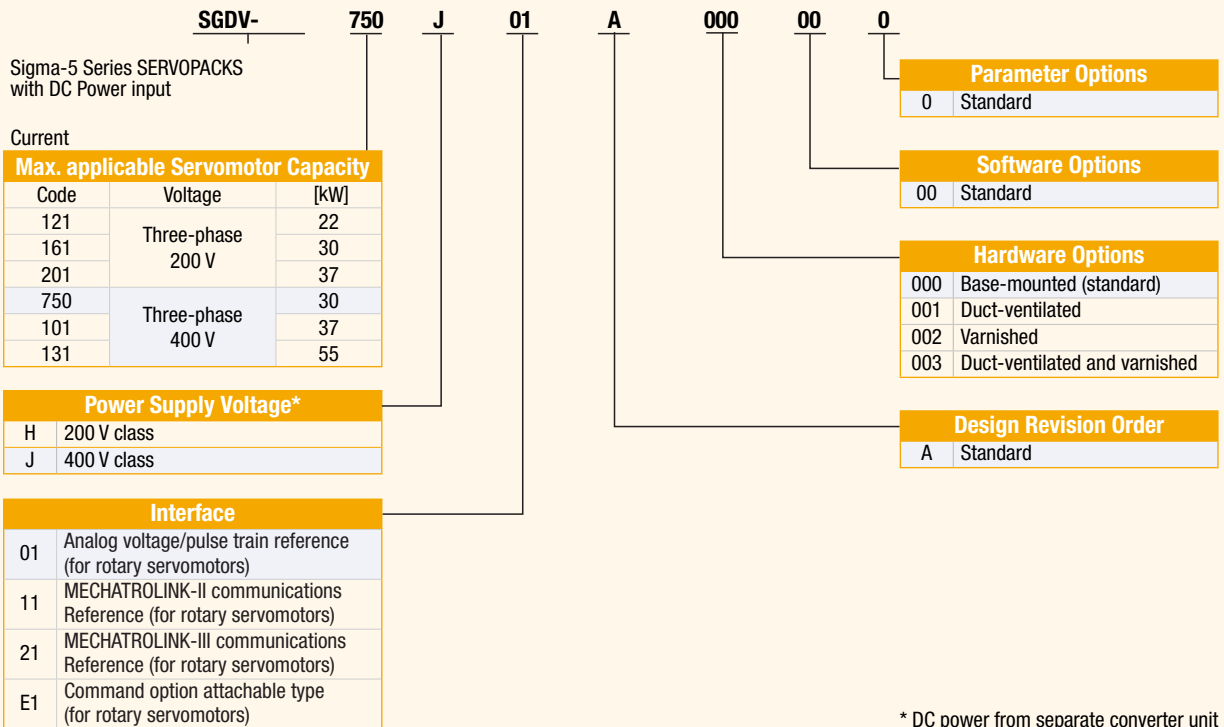 SGDV- 750 J 01 A 000 00 0
Sigma-5 Series SERVOPACKS
with DC Power input
Current
Max. applicable Servomotor Capacity
Code Voltage [kW]
121 Three-phase 200 V 22
161 30
201 37
750 Three-phase 400 V 30
101 37
131 55
Power Supply Voltage*
H 200 V class
J 400 V class
Interface
01 Analog voltage/pulse train reference
(for rotary servomotors)
11 MECHATROLINK-II communications
Reference (for rotary servomotors)
21 MECHATROLINK-III communications
Reference (for rotary servomotors)
E1 Command option attachable type
(for rotary servomotors)
Parameter Options
0 Standard
Software Options
00 Standard
Hardware Options
000 Base-mounted (standard)
001 Duct-ventilated
002 Varnished
003 Duct-ventilated and varnished
Design Revision Order
A Standard
* DC power from separate converter unit